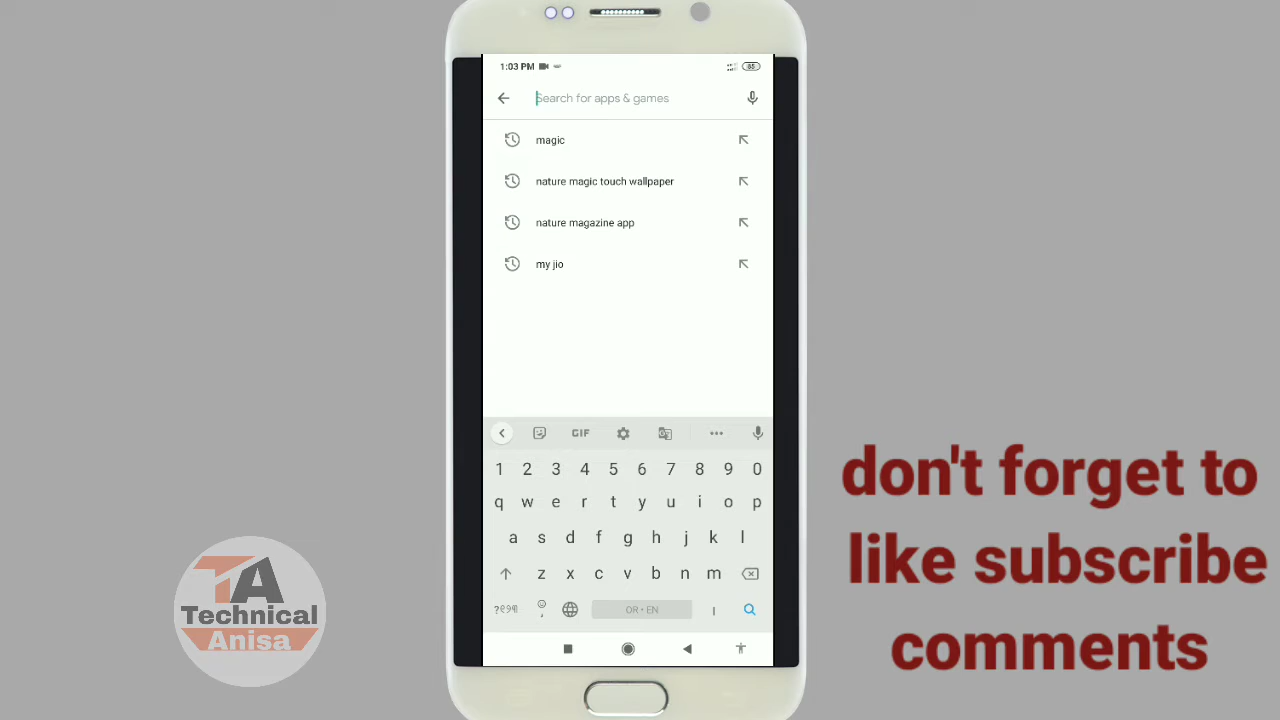 1:03 PM
85
Search for apps & games
magic
nature magic touch wallpaper
nature magazine app
my jio
GIF
1 2 3 4 5 6 7 8 9 0
q w e r t y u i o p
a s d f g h j k l
z x c v b n m
OR • EN
don't forget to
like subscribe
comments
TA
Technical
Anisa